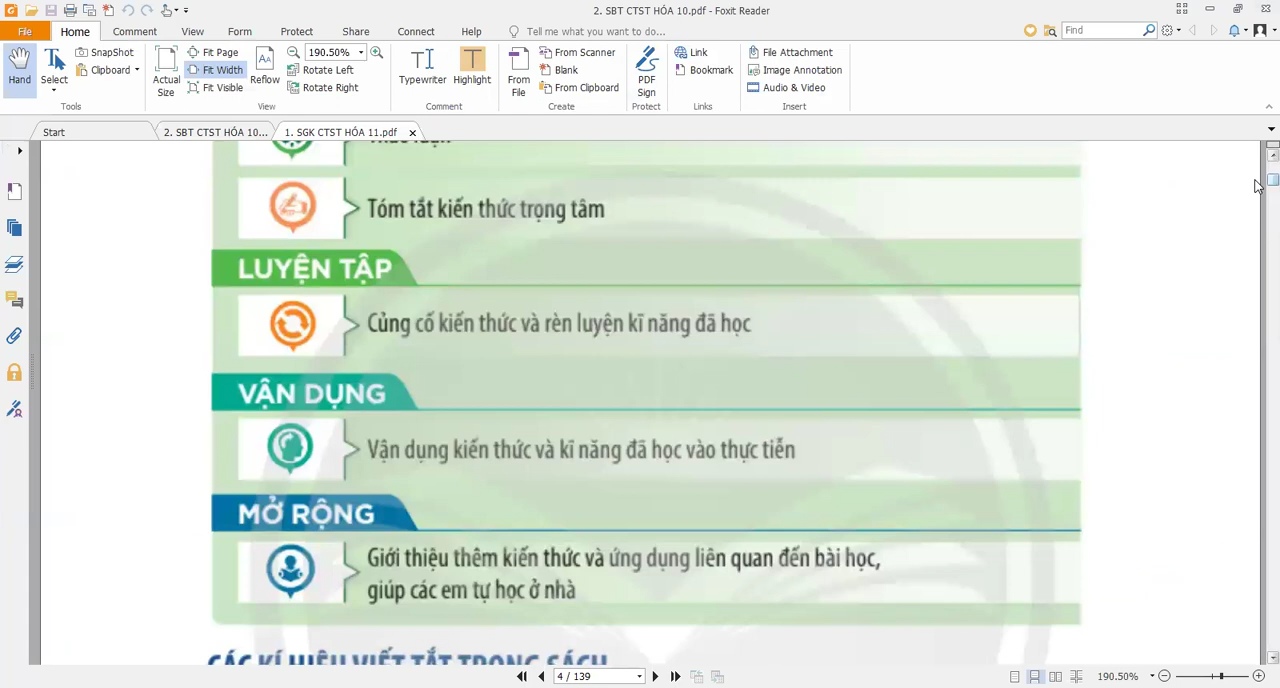 2. SBT CTST HÓA 10.pdf - Foxit Reader
File Home Comment View Form Protect Share Connect Help Tell me what you want to do... Find
Hand
Select
SnapShot
Clipboard
Actual Size
Fit Page
Fit Width
Fit Visible
Reflow
190.50%
Rotate Left
Rotate Right
Typewriter
Highlight
From File
From Scanner
Blank
From Clipboard
PDF Sign
Link
Bookmark
File Attachment
Image Annotation
Audio & Video
Tools View Comment Create Protect Links Insert
Start 2. SBT CTST HÓA 10... 1. SGK CTST HÓA 11.pdf
Tóm tắt kiến thức trọng tâm
LUYỆN TẬP
Củng cố kiến thức và rèn luyện kĩ năng đã học
VẬN DỤNG
Vận dụng kiến thức và kĩ năng đã học vào thực tiễn
MỞ RỘNG
Giới thiệu thêm kiến thức và ứng dụng liên quan đến bài học,
giúp các em tự học ở nhà
CÁC KÍ HIỆU VIẾT TẮT TRONG SÁCH
4 / 139 190.50%